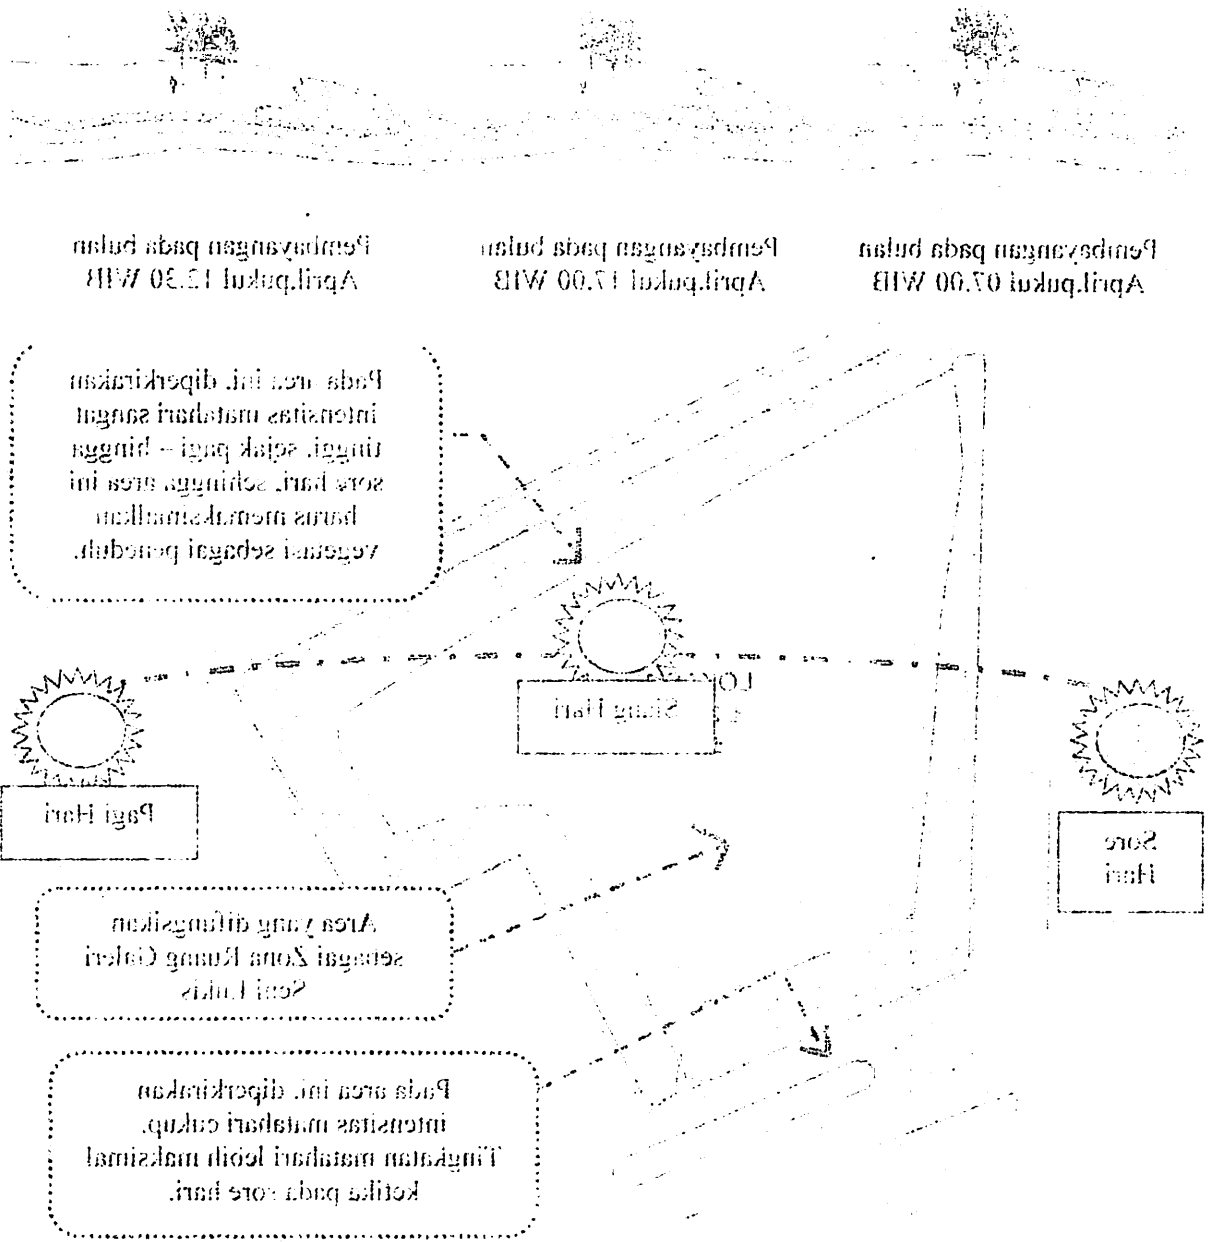 Pembayangan pada bulan
April.pukul 07.00 WIB
Pembayangan pada bulan
April.pukul 17.00 WIB
Pembayangan pada bulan
April.pukul 12.30 WIB
Pada area ini. diperkirakan
intensitas matahari sangat
tinggi. sejak pagi – hingga
sore hari. sehingga area ini
harus memaksimalkan
vegetasi sebagai peneduh.
LOK
Siang Hari
Pagi Hari
Sore
Hari
Area yang difungsikan
sebagai Zona Ruang Galeri
Seni Lukis
Pada area ini. diperkirakan
intensitas matahari cukup.
Tingkatan matahari lebih maksimal
ketika pada sore hari.